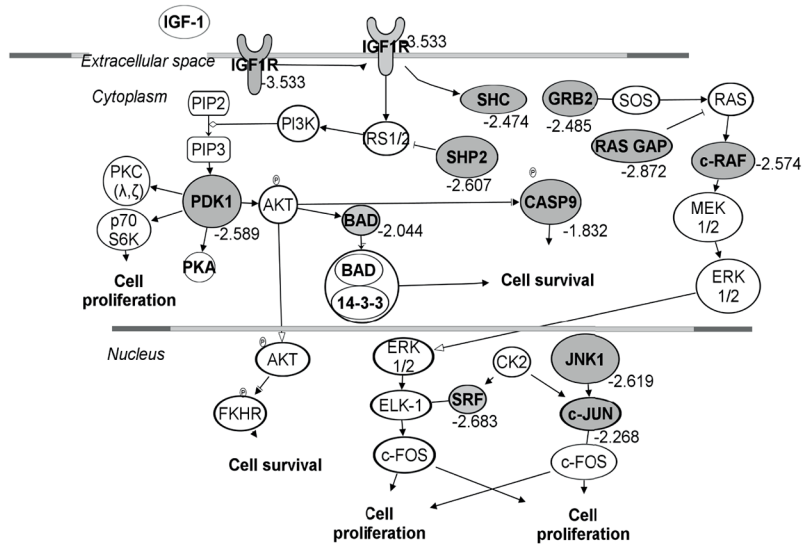 IGF-1
IGF1R
-3.533
IGF1R
-3.533
Extracellular space
Cytoplasm
PIP2
PIP3
PI3K
IRS1/2
SHC
-2.474
GRB2
-2.485
SOS
RAS
RAS GAP
-2.872
c-RAF
-2.574
SHP2
-2.607
PKC
(λ,ζ)
PDK1
-2.589
P
AKT
BAD
-2.044
P
CASP9
-1.832
MEK
1/2
p70
S6K
PKA
Cell
proliferation
BAD
14-3-3
Cell survival
ERK
1/2
Nucleus
P
AKT
P
FKHR
Cell survival
ERK
1/2
CK2
JNK1
-2.619
ELK-1
SRF
-2.683
c-JUN
-2.268
c-FOS
c-FOS
Cell
proliferation
Cell
proliferation